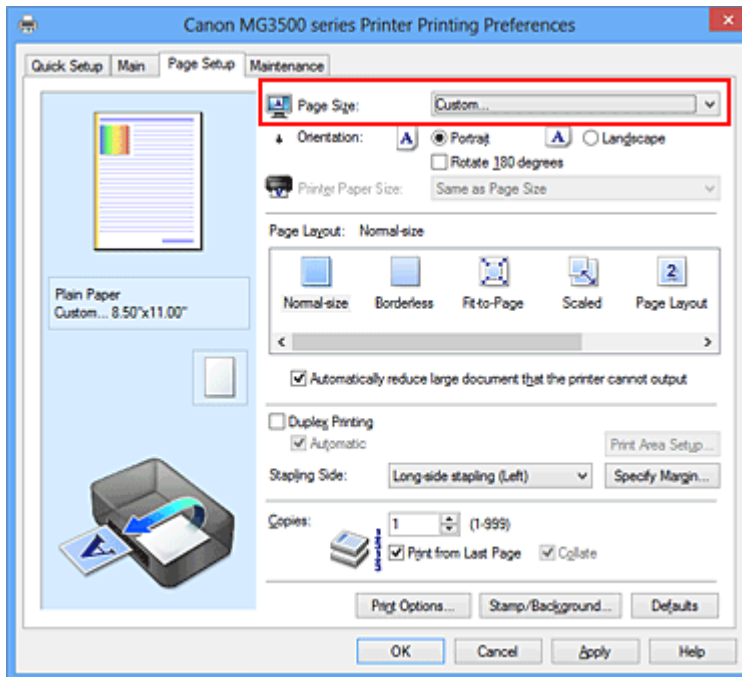 Canon MG3500 series Printer Printing Preferences
Quick Setup Main Page Setup Maintenance
Page Size: Custom...
Orientation: A Portrait A Landscape
Rotate 180 degrees
Printer Paper Size: Same as Page Size
Page Layout: Normal-size
2
Normal-size Borderless Fit-to-Page Scaled Page Layout
Plain Paper
Custom... 8.50"x11.00"
Automatically reduce large document that the printer cannot output
Duplex Printing
Automatic Print Area Setup...
Stapling Side: Long-side stapling (Left) Specify Margin...
Copies: 1 (1-999)
Print from Last Page Collate
A
Print Options... Stamp/Background... Defaults
OK Cancel Apply Help